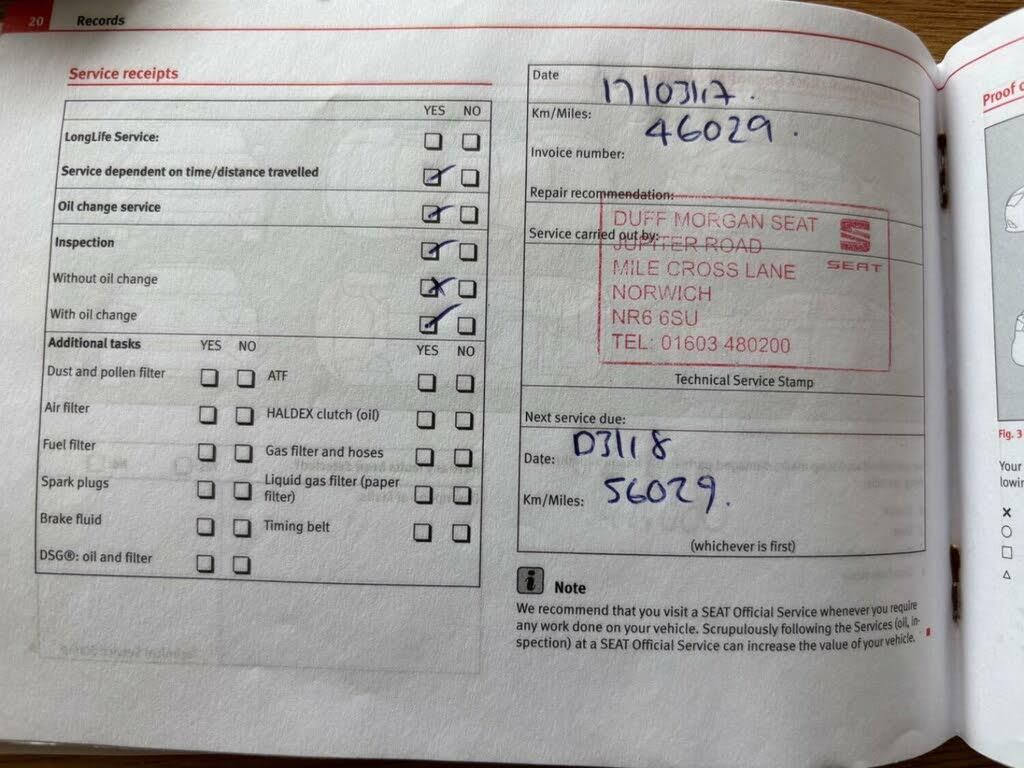 20 Records
Service receipts
YES NO
LongLife Service:
Service dependent on time/distance travelled
Oil change service
Inspection
Without oil change
With oil change
Additional tasks YES NO YES NO
Dust and pollen filter ATF
Air filter HALDEX clutch (oil)
Fuel filter Gas filter and hoses
Spark plugs Liquid gas filter (paper
filter)
Brake fluid Timing belt
DSG®: oil and filter
Date 17/03/17.
Km/Miles: 46029.
Invoice number:
Repair recommendation:
Service carried out by:
DUFF MORGAN SEAT
JUPITER ROAD
MILE CROSS LANE
NORWICH
NR6 6SU
TEL: 01603 480200
SEAT
Technical Service Stamp
Next service due:
Date: 03/18
Km/Miles: 56029.
(whichever is first)
i Note
We recommend that you visit a SEAT Official Service whenever you require
any work done on your vehicle. Scrupulously following the Services (oil, in-
spection) at a SEAT Official Service can increase the value of your vehicle.
Proof
Fig. 3
Your